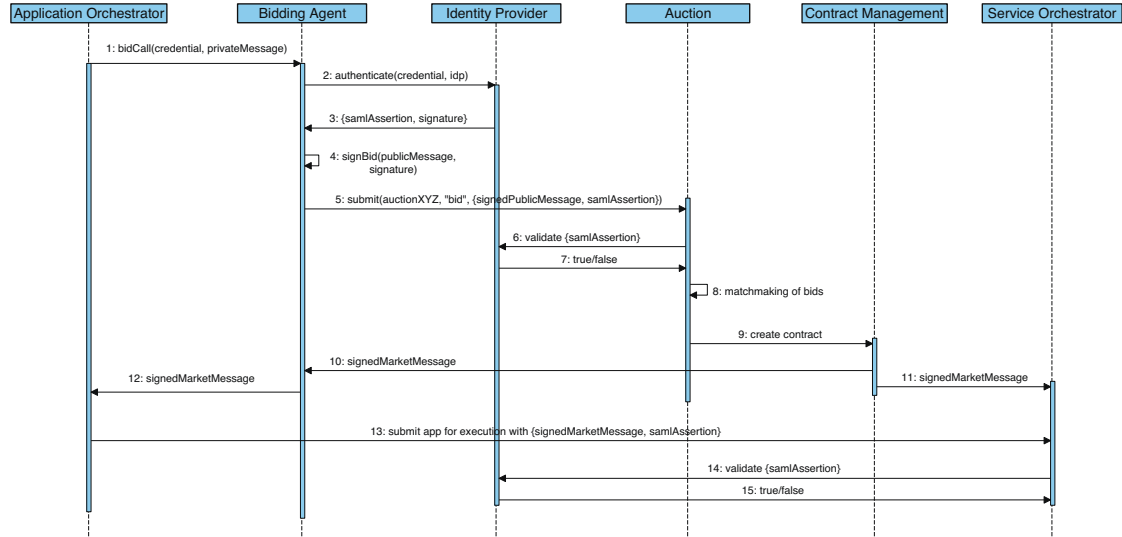 Application Orchestrator
Bidding Agent
Identity Provider
Auction
Contract Management
Service Orchestrator
1: bidCall(credential, privateMessage)
2: authenticate(credential, idp)
3: {samlAssertion, signature}
4: signBid(publicMessage,
signature)
5: submit(auctionXYZ, "bid", {signedPublicMessage, samlAssertion})
6: validate {samlAssertion}
7: true/false
8: matchmaking of bids
9: create contract
10: signedMarketMessage
11: signedMarketMessage
12: signedMarketMessage
13: submit app for execution with {signedMarketMessage, samlAssertion}
14: validate {samlAssertion}
15: true/false